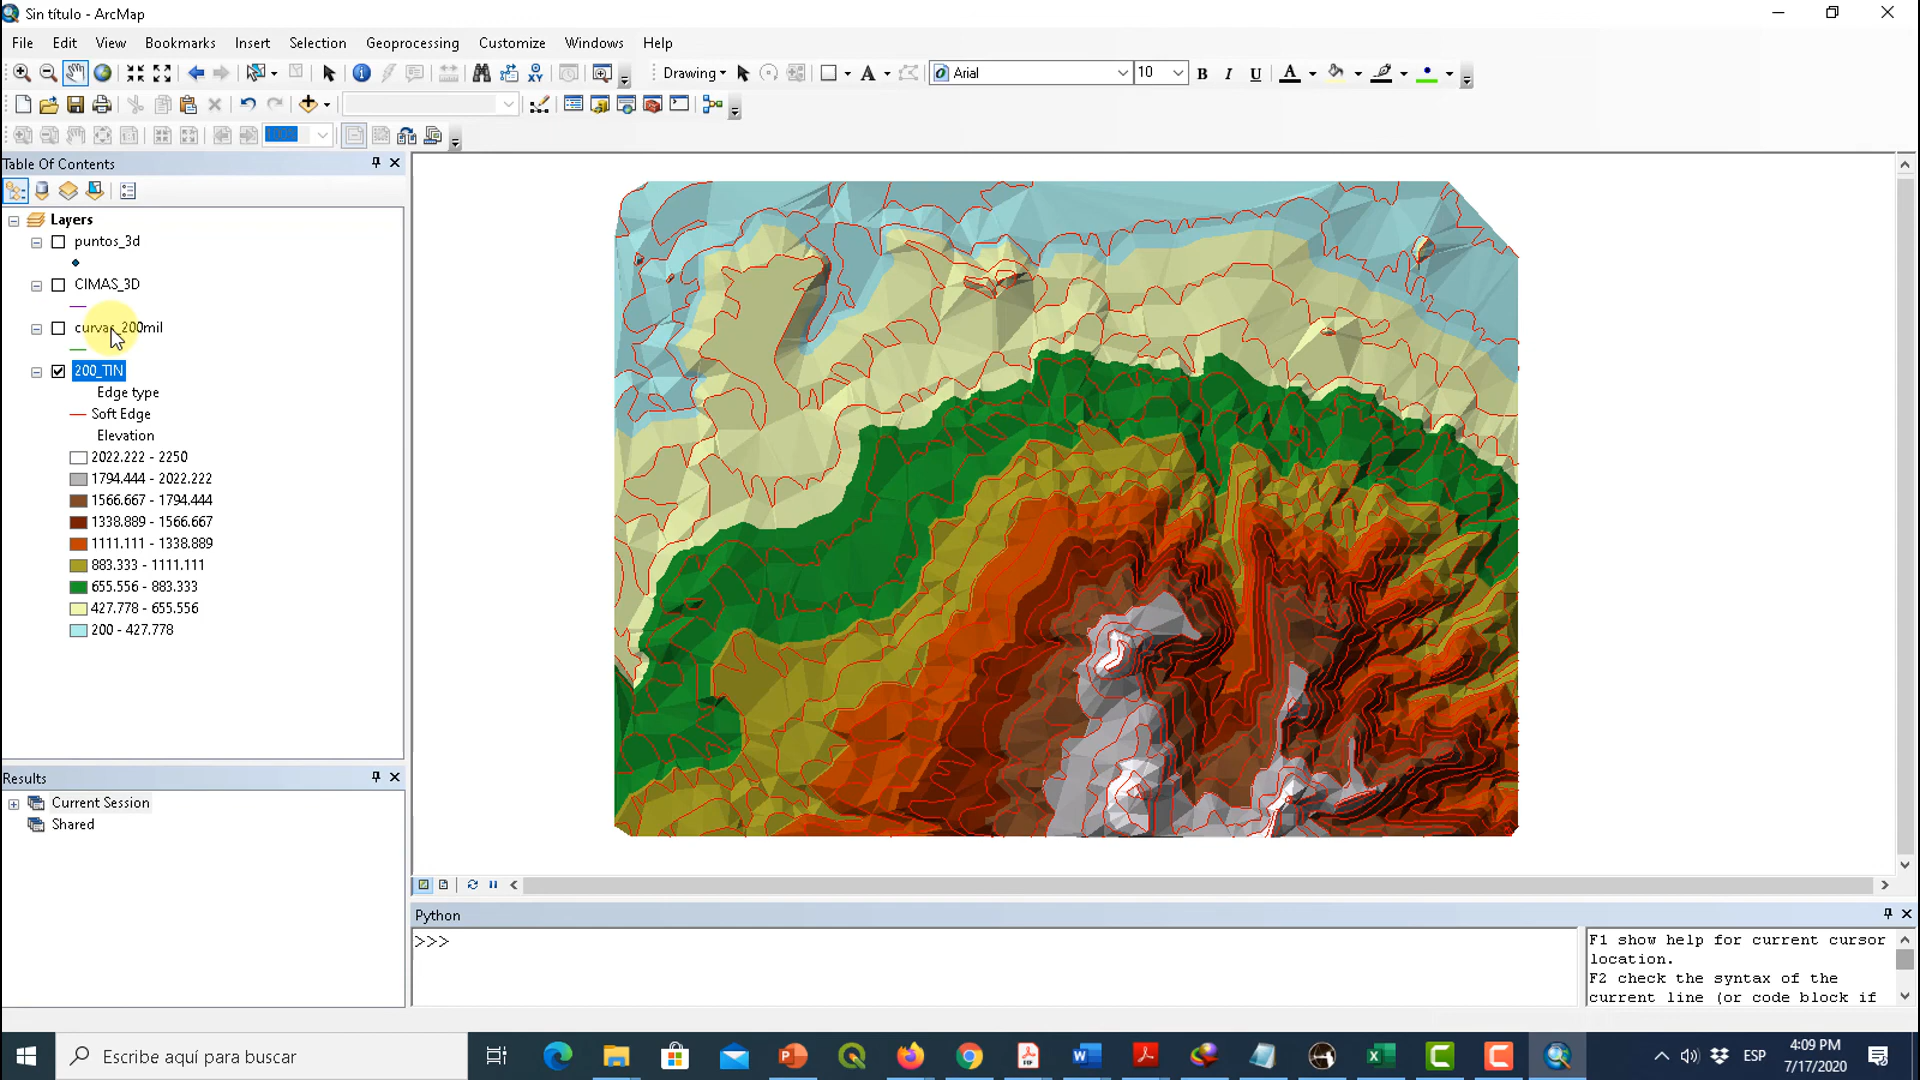 Sin título - ArcMap
File Edit View Bookmarks Insert Selection Geoprocessing Customize Windows Help
Drawing Arial 10 B I U A
100%
Table Of Contents
Layers
puntos_3d
CIMAS_3D
curvas_200mil
200_TIN
Edge type
Soft Edge
Elevation
2022.222 - 2250
1794.444 - 2022.222
1566.667 - 1794.444
1338.889 - 1566.667
1111.111 - 1338.889
883.333 - 1111.111
655.556 - 883.333
427.778 - 655.556
200 - 427.778
Results
Current Session
Shared
Python
>>>
F1 show help for current cursor
location.
F2 check the syntax of the
current line (or code block if
Escribe aquí para buscar
ESP
4:09 PM
7/17/2020